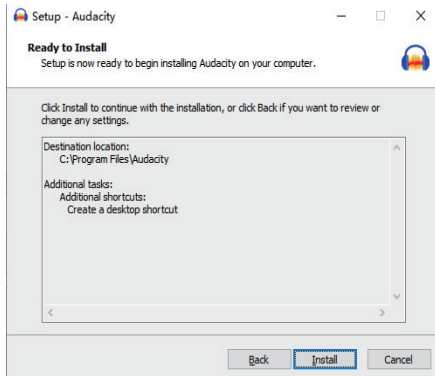 Setup - Audacity
Ready to Install
Setup is now ready to begin installing Audacity on your computer.
Click Install to continue with the installation, or click Back if you want to review or
change any settings.
Destination location:
C:\Program Files\Audacity
Additional tasks:
Additional shortcuts:
Create a desktop shortcut
Back
Install
Cancel